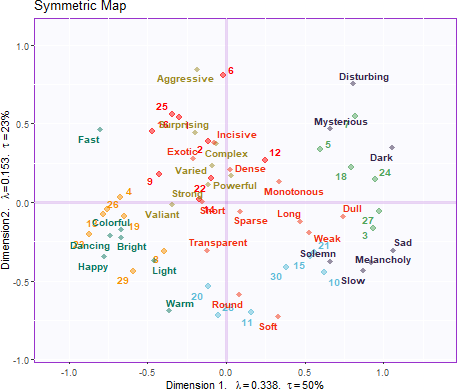 Symmetric Map
1.0
0.5
0.0
-0.5
-1.0
-1.0
-0.5
0.0
0.5
1.0
Dimension 2. λ=0.153. τ=23%
Dimension 1. λ=0.338. τ=50%
6
Aggressive
Disturbing
25
Surprising
Mysterious
Fast
2
Incisive
Exotic
Complex
12
5
Dark
Varied
Dense
18
24
9
Powerful
4
Strong
22
Monotonous
26
Short
Valiant
Sparse
Long
Dull
27
Colorful
19
3
Weak
Dancing
Bright
Transparent
21
Sad
Solemn
Happy
8
Light
15
Melancholy
29
30
10
Slow
20
Warm
Round
11
Soft